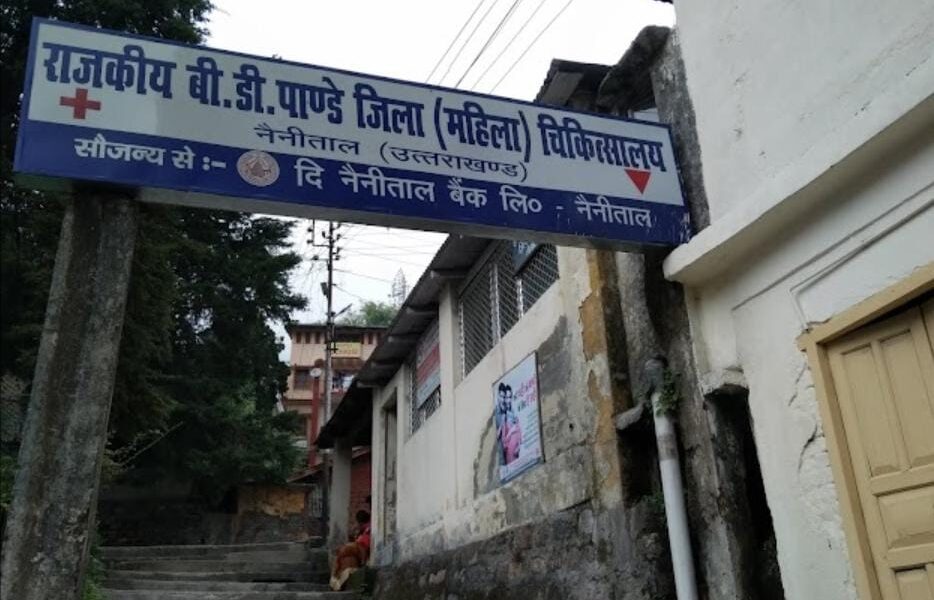 राजकीय बी.डी.पाण्डे जिला (महिला) चिकित्सालय
नैनीताल (उत्तराखण्ड)
सौजन्य से :- दि नैनीताल बैंक लि० - नैनीताल